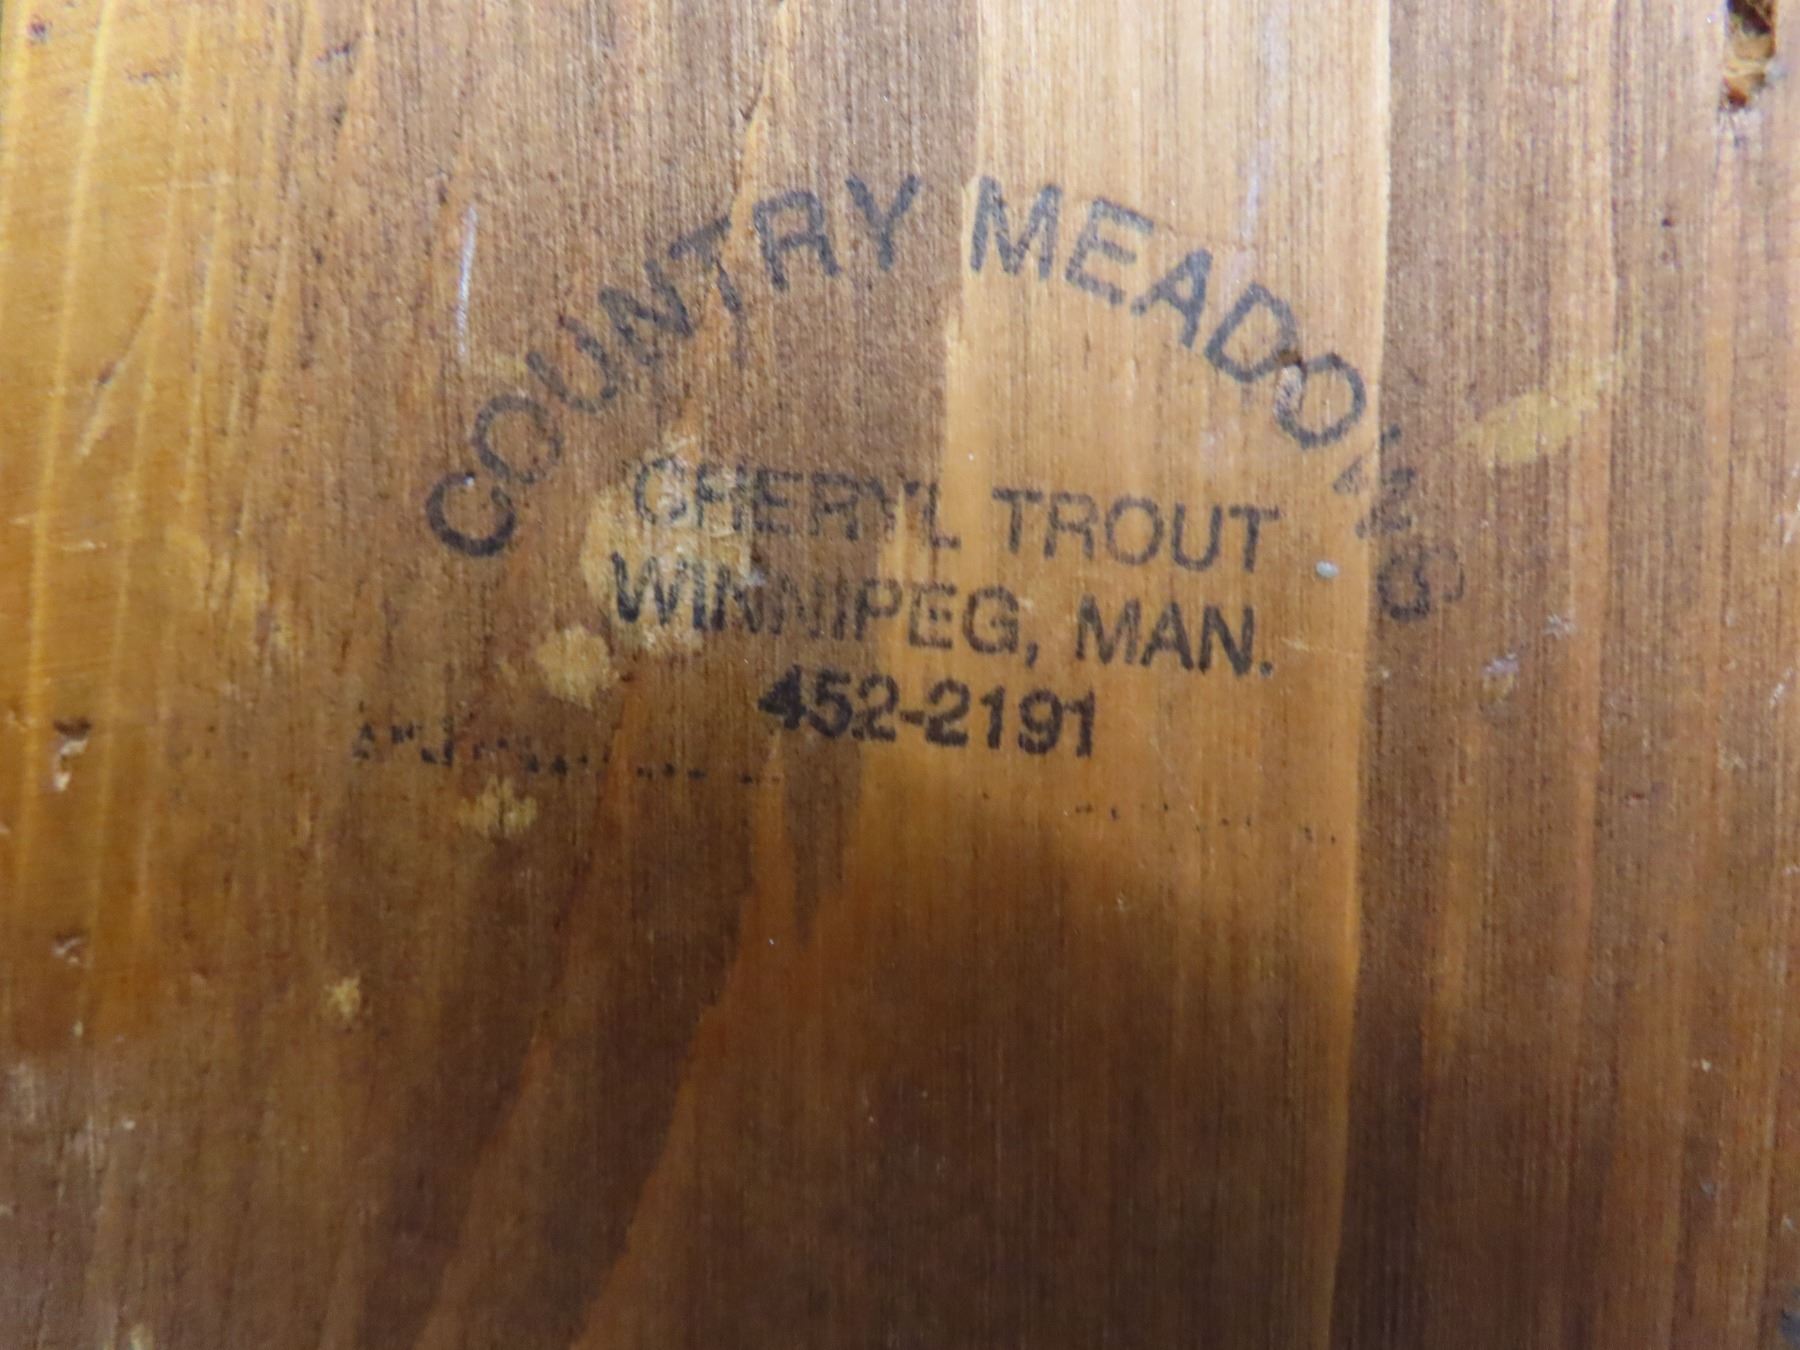 COUNTRY MEADOWS
CHERYL TROUT
WINNIPEG, MAN.
452-2191